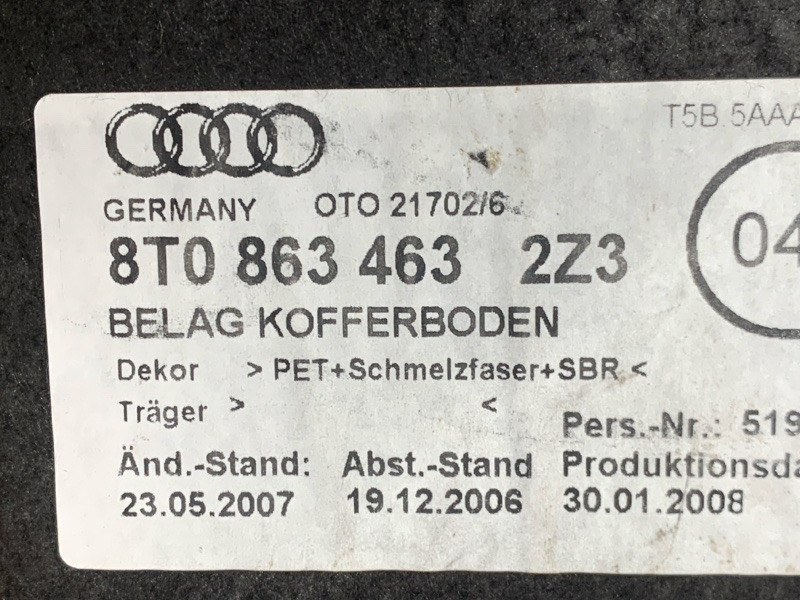 T5B 5AAA
GERMANY OTO 21702/6
8T0 863 463 2Z3
04
BELAG KOFFERBODEN
Dekor > PET+Schmelzfaser+SBR <
Träger > <
Pers.-Nr.: 519
Änd.-Stand: Abst.-Stand Produktionsda
23.05.2007 19.12.2006 30.01.2008